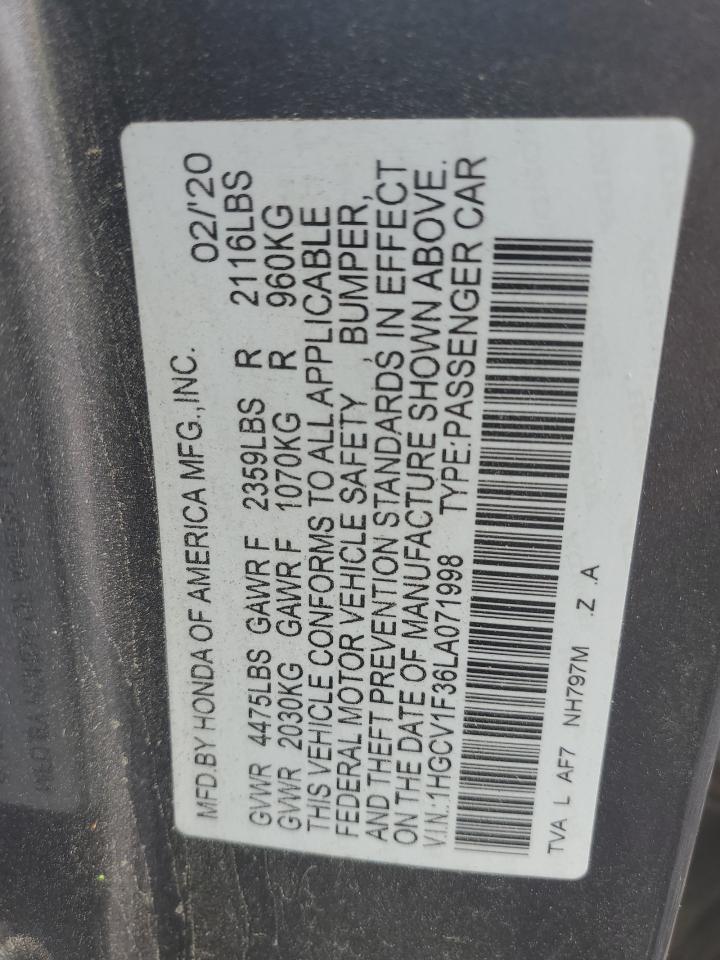 MFD.BY HONDA OF AMERICA MFG.,INC. 02/'20
GVWR 4475LBS GAWR F 2359LBS R 2116LBS
GVWR 2030KG GAWR F 1070KG R 960KG
THIS VEHICLE CONFORMS TO ALL APPLICABLE
FEDERAL MOTOR VEHICLE SAFETY , BUMPER,
AND THEFT PREVENTION STANDARDS, IN EFFECT
ON THE DATE OF MANUFACTURE SHOWN ABOVE.
V.I.N.:1HGCV1F36LA071998 TYPE:PASSENGER CAR
TVA L AF7 NH797M .Z .A